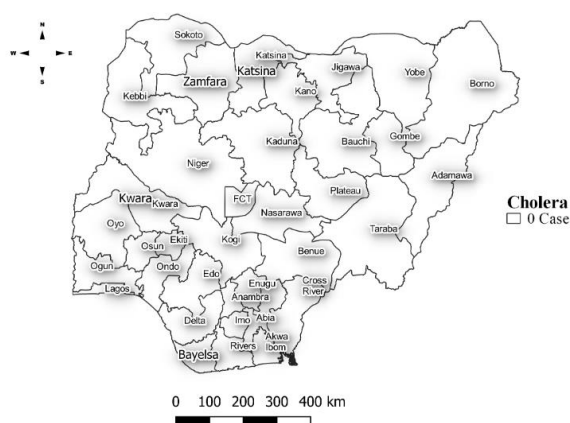 N
W
E
S
Sokoto
Katsina
Jigawa
Yobe
Borno
Zamfara
Katsina
Kano
Kebbi
Gombe
Kaduna
Bauchi
Niger
Adamawa
Plateau
FCT
Kwara
Kwara
Nasarawa
Oyo
Taraba
Kogi
Ekiti
Osun
Benue
Ogun
Ondo
Edo
Lagos
Enugu
Cross
River
Anambra
Delta
Imo
Abia
Akwa
Ibom
Rivers
Bayelsa
Cholera
0 Case
0 100 200 300 400 km